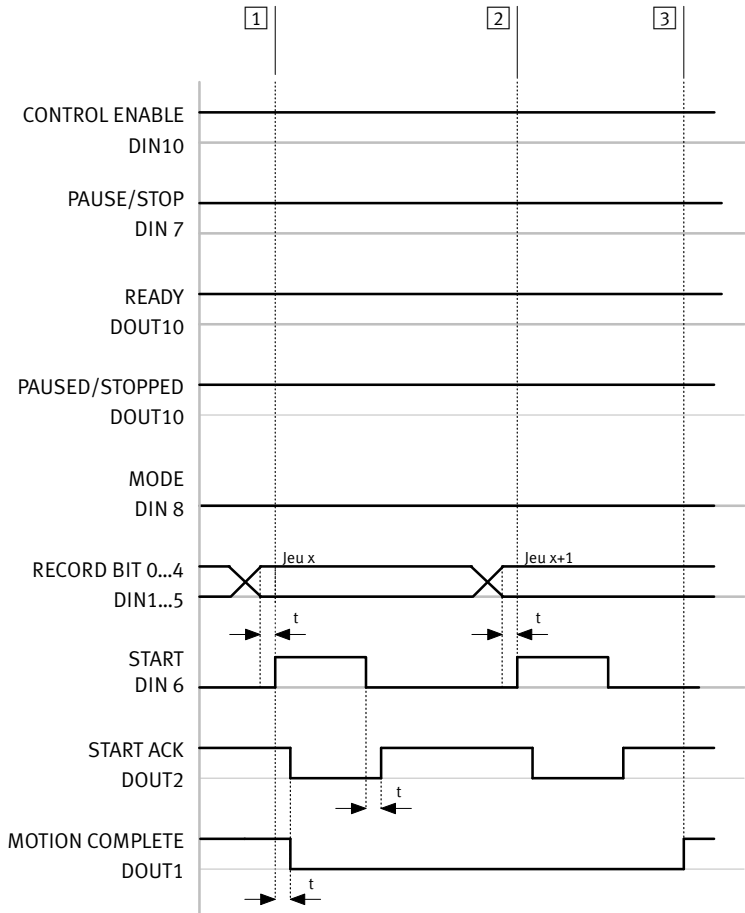 1 2 3
CONTROL ENABLE
DIN10
PAUSE/STOP
DIN 7
READY
DOUT10
PAUSED/STOPPED
DOUT10
MODE
DIN 8
Jeu x Jeu x+1
RECORD BIT 0...4
DIN1...5
t t
START
DIN 6
START ACK
DOUT2
t
MOTION COMPLETE
DOUT1
t